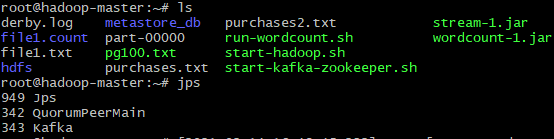 root@hadoop-master:~# ls
derby.log metastore_db purchases2.txt stream-1.jar
file1.count part-00000 run-wordcount.sh wordcount-1.jar
file1.txt pg100.txt start-hadoop.sh
hdfs purchases.txt start-kafka-zookeeper.sh
root@hadoop-master:~# jps
949 Jps
342 QuorumPeerMain
343 Kafka